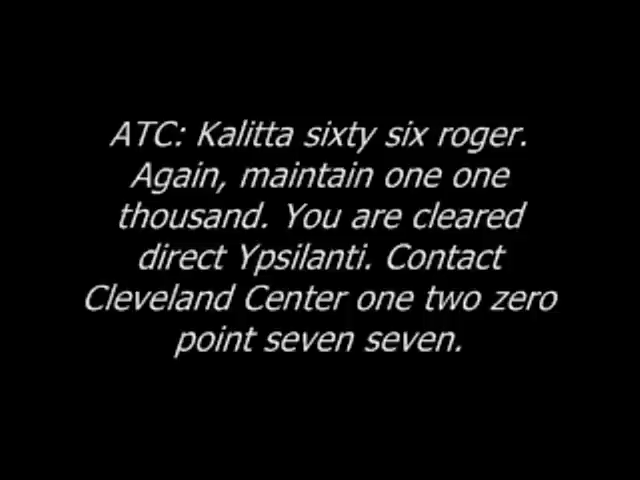 ATC: Kalitta sixty six roger.
Again, maintain one one
thousand. You are cleared
direct Ypsilanti. Contact
Cleveland Center one two zero
point seven seven.